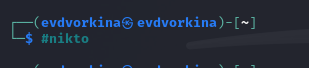 ┌──(evdvorkina㉿evdvorkina)-[~]
└─$ #nikto